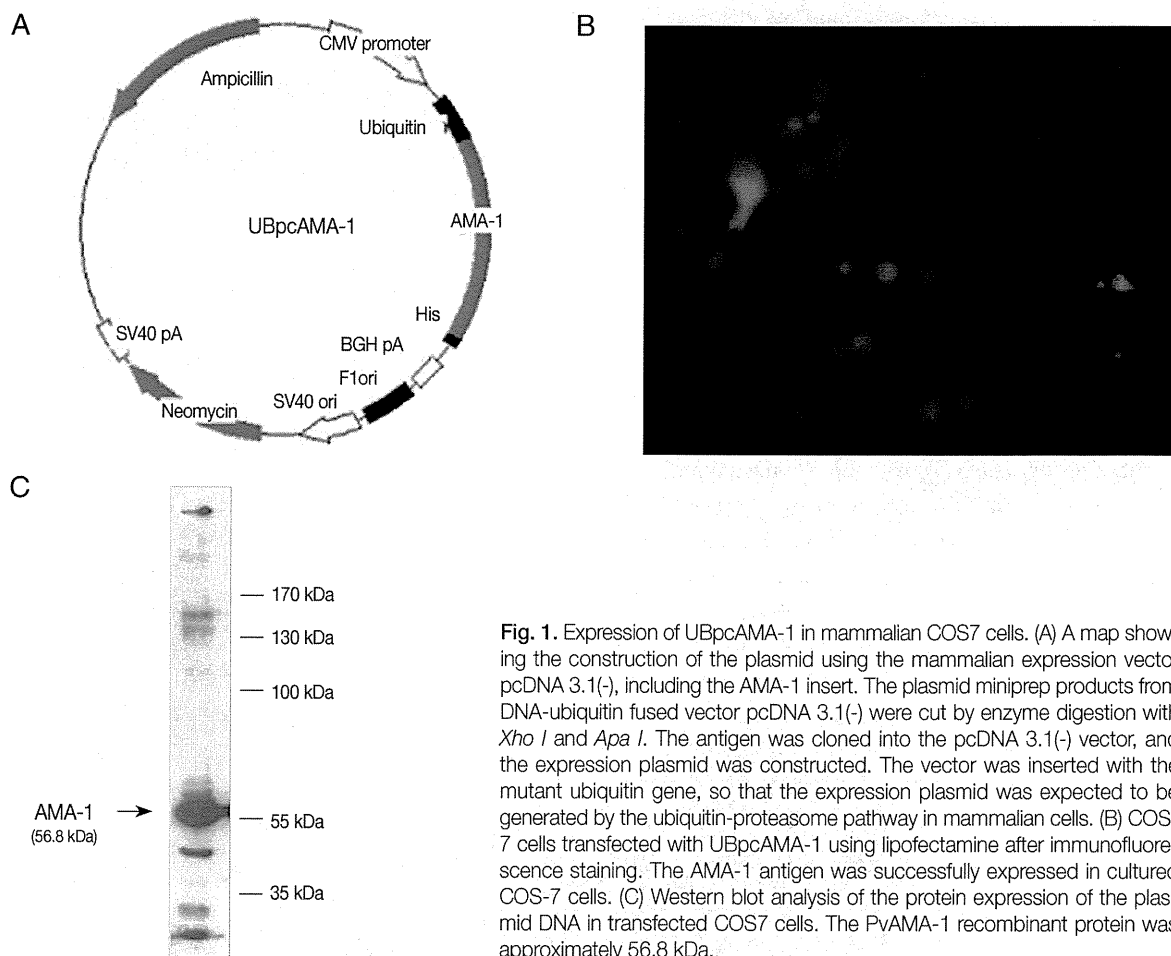 A
CMV promoter
Ampicillin
Ubiquitin
UBpcAMA-1
AMA-1
His
SV40 pA
BGH pA
F1ori
SV40 ori
Neomycin
B
C
170 kDa
130 kDa
100 kDa
AMA-1
(56.8 kDa)
55 kDa
35 kDa
Fig. 1. Expression of UBpcAMA-1 in mammalian COS7 cells. (A) A map show
ing the construction of the plasmid using the mammalian expression vecto
pcDNA 3.1(-), including the AMA-1 insert. The plasmid miniprep products from
DNA-ubiquitin fused vector pcDNA 3.1(-) were cut by enzyme digestion with
Xho I and Apa I. The antigen was cloned into the pcDNA 3.1(-) vector, and
the expression plasmid was constructed. The vector was inserted with the
mutant ubiquitin gene, so that the expression plasmid was expected to be
generated by the ubiquitin-proteasome pathway in mammalian cells. (B) COS
7 cells transfected with UBpcAMA-1 using lipofectamine after immunofluore
scence staining. The AMA-1 antigen was successfully expressed in cultured
COS-7 cells. (C) Western blot analysis of the protein expression of the plas
mid DNA in transfected COS7 cells. The PvAMA-1 recombinant protein was
approximately 56.8 kDa.